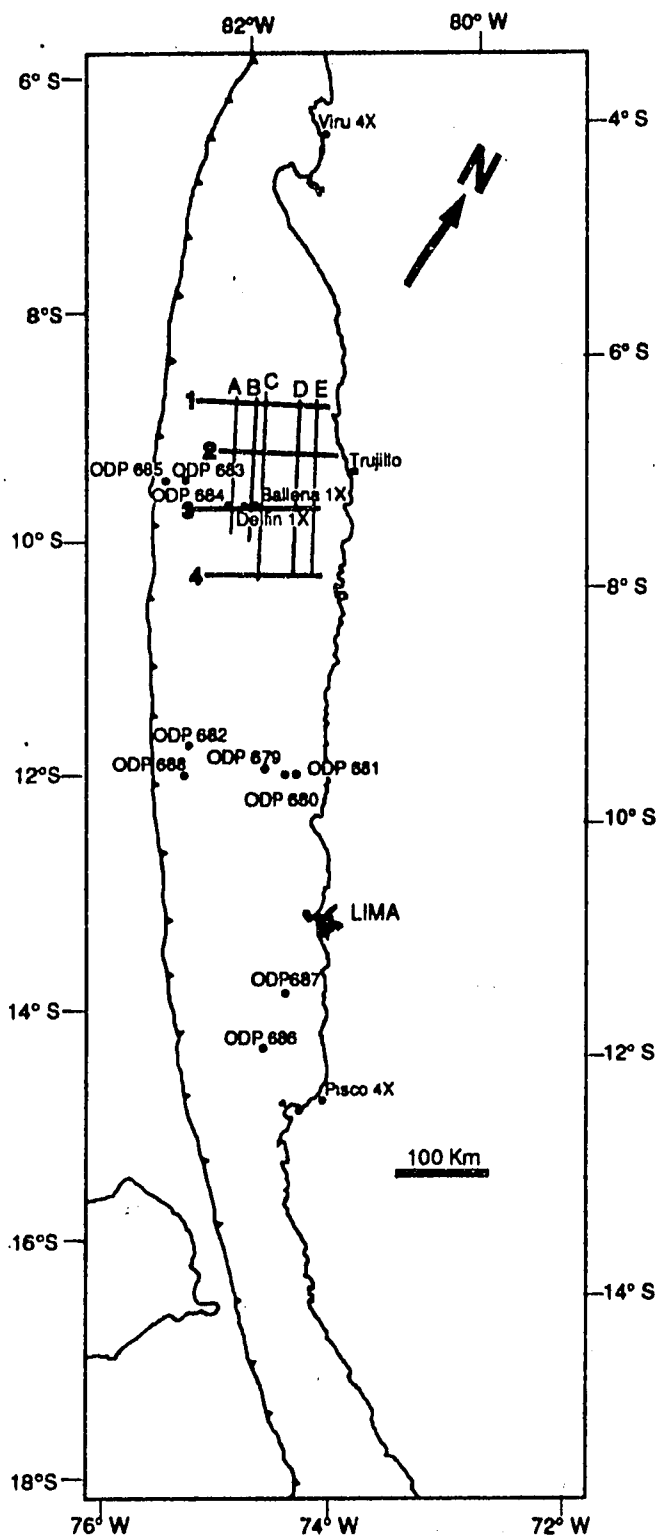 82° W 80° W
6° S
4° S
Viru 4X
N
8° S
6° S
A B C D E
1
2
Trujillo
ODP 685 ODP 683
ODP 684 Ballena 1X
3
Delfin 1X
10° S
4
8° S
ODP 682
ODP 679
ODP 688
ODP 681
12° S
ODP 680
10° S
LIMA
ODP687
14° S
ODP 686
12° S
Pisco 4X
100 Km
16°S
14° S
18°S
76° W 74° W 72° W